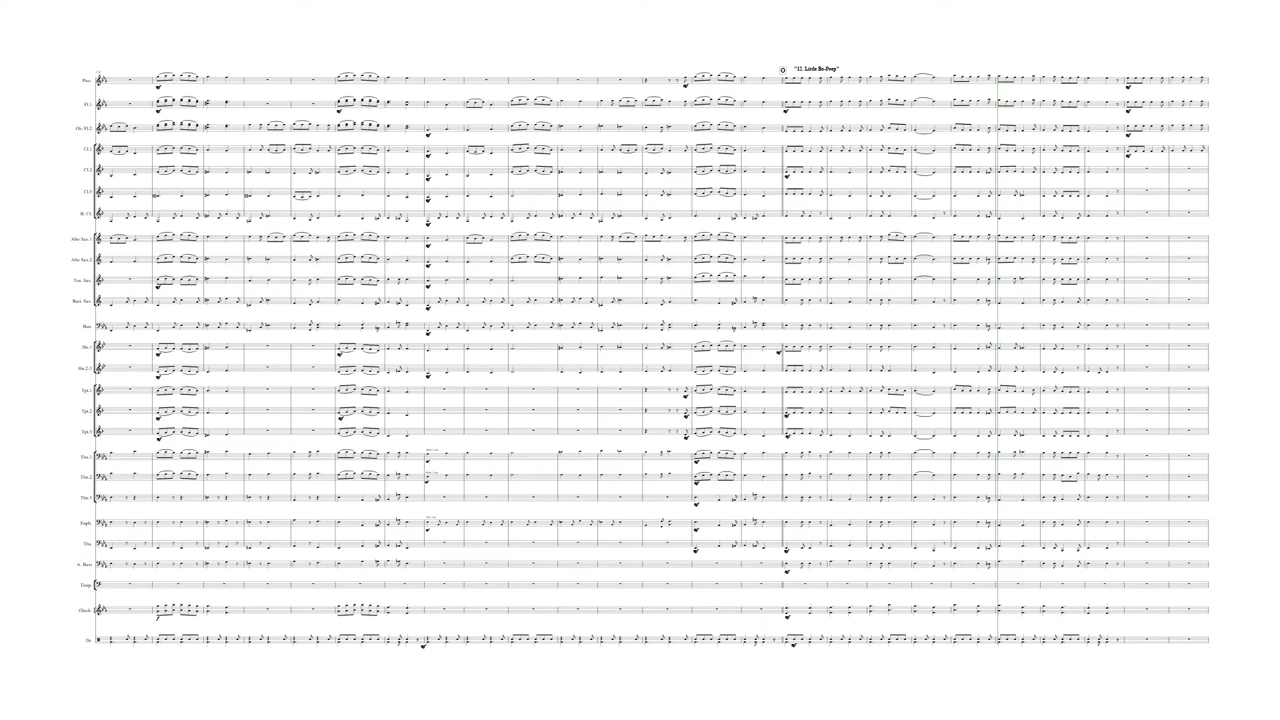 O "12. Little Bo-Peep"
Picc.
Fl.1
Ob./Fl.2
Cl.1
Cl.2
Cl.3
B. Cl
Alto Sax.1
Alto Sax.2
Ten. Sax.
Bari. Sax.
Bsn.
Hn.1
Hn.2-3
Tpt.1
Tpt.2
Tpt.3
Tbn.1
Tbn.2
Tbn.3
Euph.
Tba.
A. Bass
Timp.
Glock.
Ds.